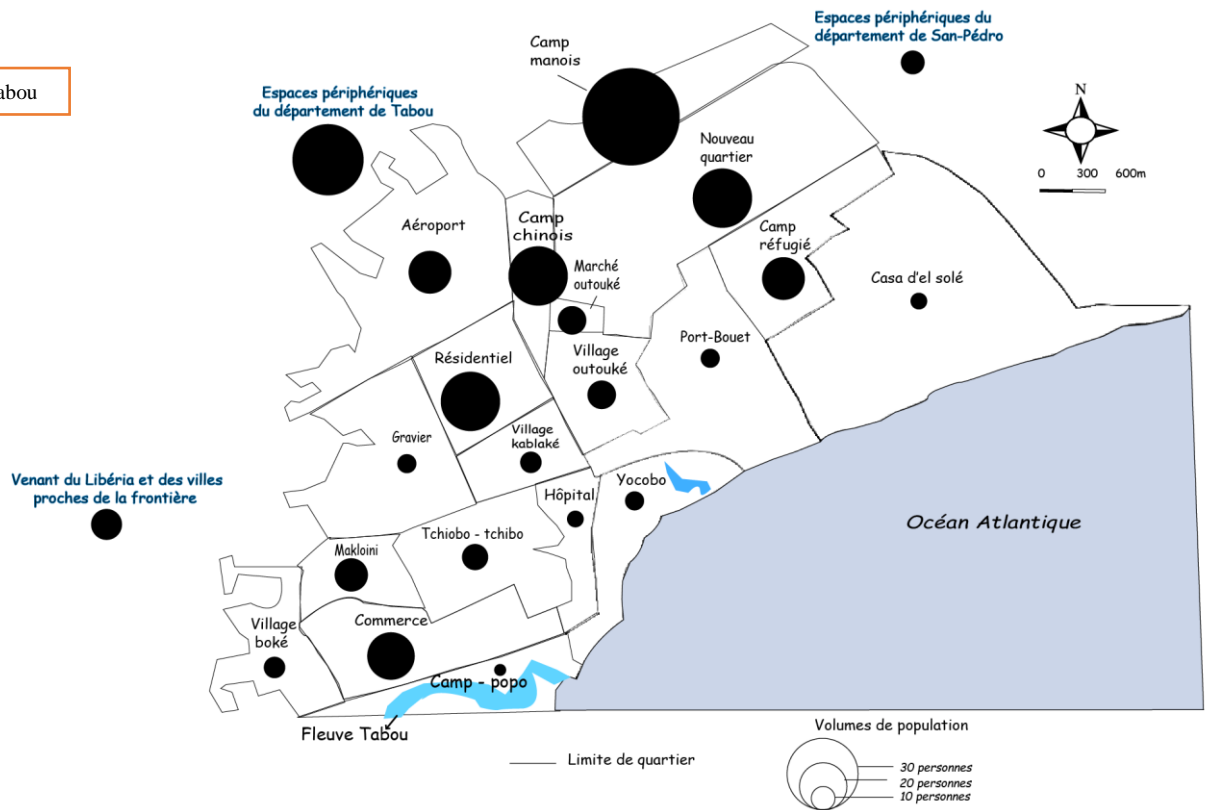 Espaces périphériques du
département de San-Pédro
Camp
manois
abou
Espaces périphériques
du département de Tabou
N
Nouveau
quartier
0 300 600m
Aéroport
Camp
chinois
Camp
réfugié
Marché
outouké
Casa d'el solé
Port-Bouet
Résidentiel
Village
outouké
Gravier
Village
kablaké
Venant du Libéria et des villes
proches de la frontière
Hôpital
Yocobo
Océan Atlantique
Tchiobo - tchibo
Makloini
Village
boké
Commerce
Camp - popo
Fleuve Tabou
Limite de quartier
Volumes de population
30 personnes
20 personnes
10 personnes